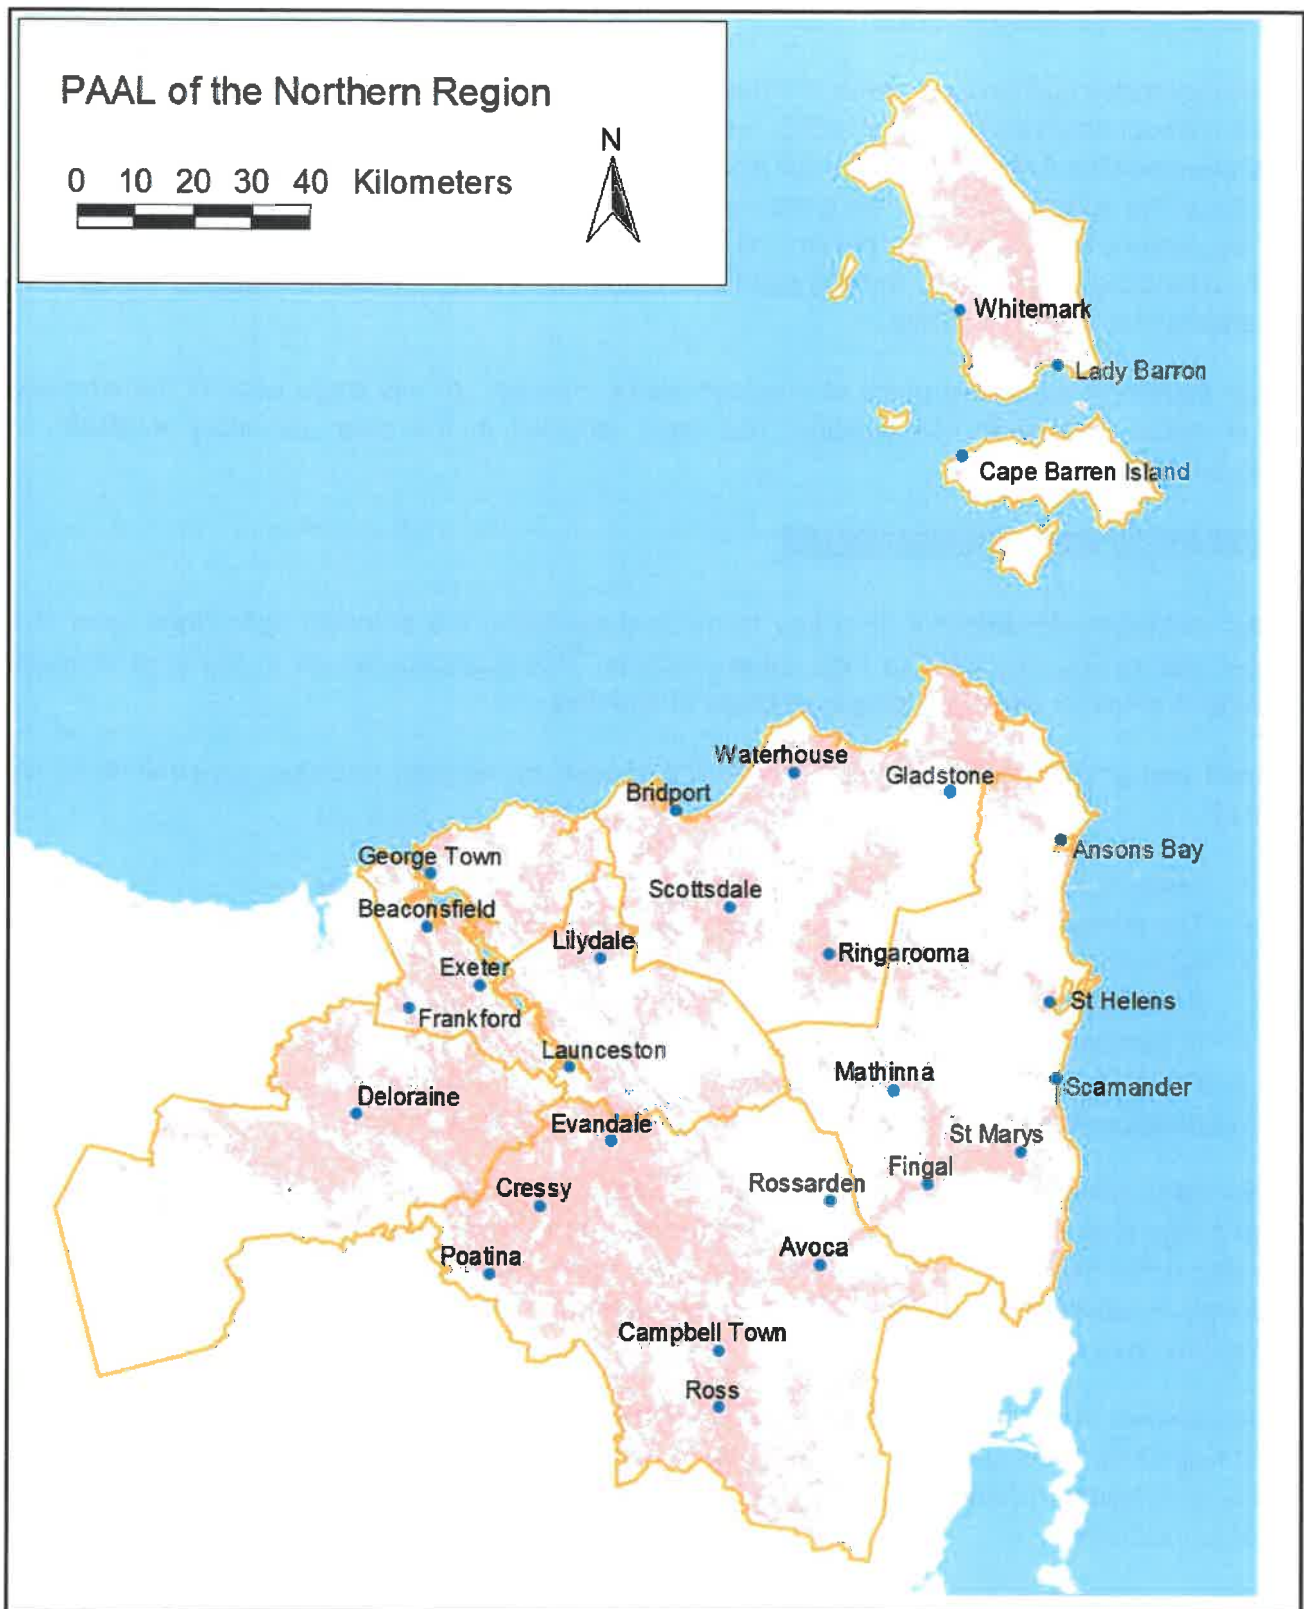 PAAL of the Northern Region
N
0 10 20 30 40 Kilometers
Whitemark
Lady Barron
Cape Barren Island
Waterhouse
Gladstone
Bridport
Ansons Bay
George Town
Scottsdale
Beaconsfield
Lilydale
Ringarooma
Exeter
St Helens
Frankford
Launceston
Mathinna
Scamander
Deloraine
Evandale
St Marys
Fingal
Cressy
Rossarden
Avoca
Poatina
Campbell Town
Ross